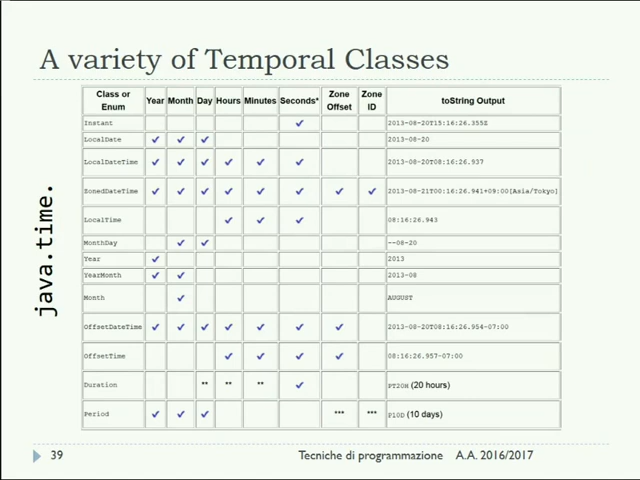 A variety of Temporal Classes
java.time.
Class or Enum Year Month Day Hours Minutes Seconds* Zone Offset Zone ID toString Output
Instant ✓ 2013-08-20T15:16:26.355Z
LocalDate ✓ ✓ ✓ 2013-08-20
LocalDateTime ✓ ✓ ✓ ✓ ✓ ✓ 2013-08-20T08:16:26.937
ZonedDateTime ✓ ✓ ✓ ✓ ✓ ✓ ✓ ✓ 2013-08-21T00:16:26.941+09:00[Asia/Tokyo]
LocalTime ✓ ✓ ✓ 08:16:26.943
MonthDay ✓ ✓ --08-20
Year ✓ 2013
YearMonth ✓ ✓ 2013-08
Month ✓ AUGUST
OffsetDateTime ✓ ✓ ✓ ✓ ✓ ✓ ✓ 2013-08-20T08:16:26.954-07:00
OffsetTime ✓ ✓ ✓ ✓ 08:16:26.957-07:00
Duration ** ** ** ✓ PT20H (20 hours)
Period ✓ ✓ ✓ *** *** P10D (10 days)
39 Tecniche di programmazione A.A. 2016/2017